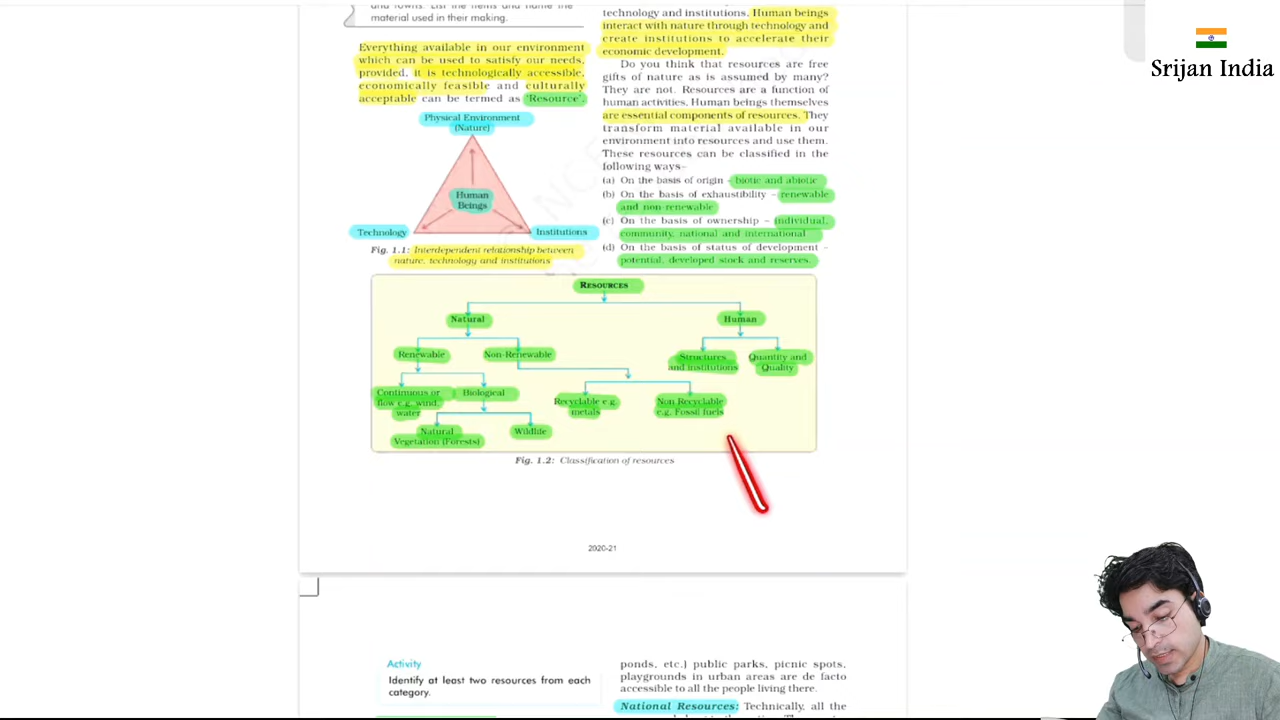 and towns. List the items and name the
material used in their making.
Everything available in our environment
which can be used to satisfy our needs,
provided, it is technologically accessible,
economically feasible and culturally
acceptable can be termed as 'Resource'.
Physical Environment
(Nature)
Human
Beings
Technology
Institutions
Fig. 1.1: Interdependent relationship between
nature, technology and institutions
technology and institutions. Human beings
interact with nature through technology and
create institutions to accelerate their
economic development.
Do you think that resources are free
gifts of nature as is assumed by many?
They are not. Resources are a function of
human activities. Human beings themselves
are essential components of resources. They
transform material available in our
environment into resources and use them.
These resources can be classified in the
following ways–
(a) On the basis of origin – biotic and abiotic
(b) On the basis of exhaustibility – renewable
and non-renewable
(c) On the basis of ownership – individual,
community, national and international
(d) On the basis of status of development –
potential, developed stock and reserves.
RESOURCES
Natural
Human
Renewable
Non-Renewable
Structures
and institutions
Quantity and
Quality
Continuous or
flow e.g. wind,
water
Biological
Recyclable e.g.
metals
Non Recyclable
e.g. Fossil fuels
Natural
Vegetation (Forests)
Wildlife
Fig. 1.2: Classification of resources
2020-21
Activity
Identify at least two resources from each
category.
ponds, etc.) public parks, picnic spots,
playgrounds in urban areas are de facto
accessible to all the people living there.
National Resources: Technically, all the
Srijan India